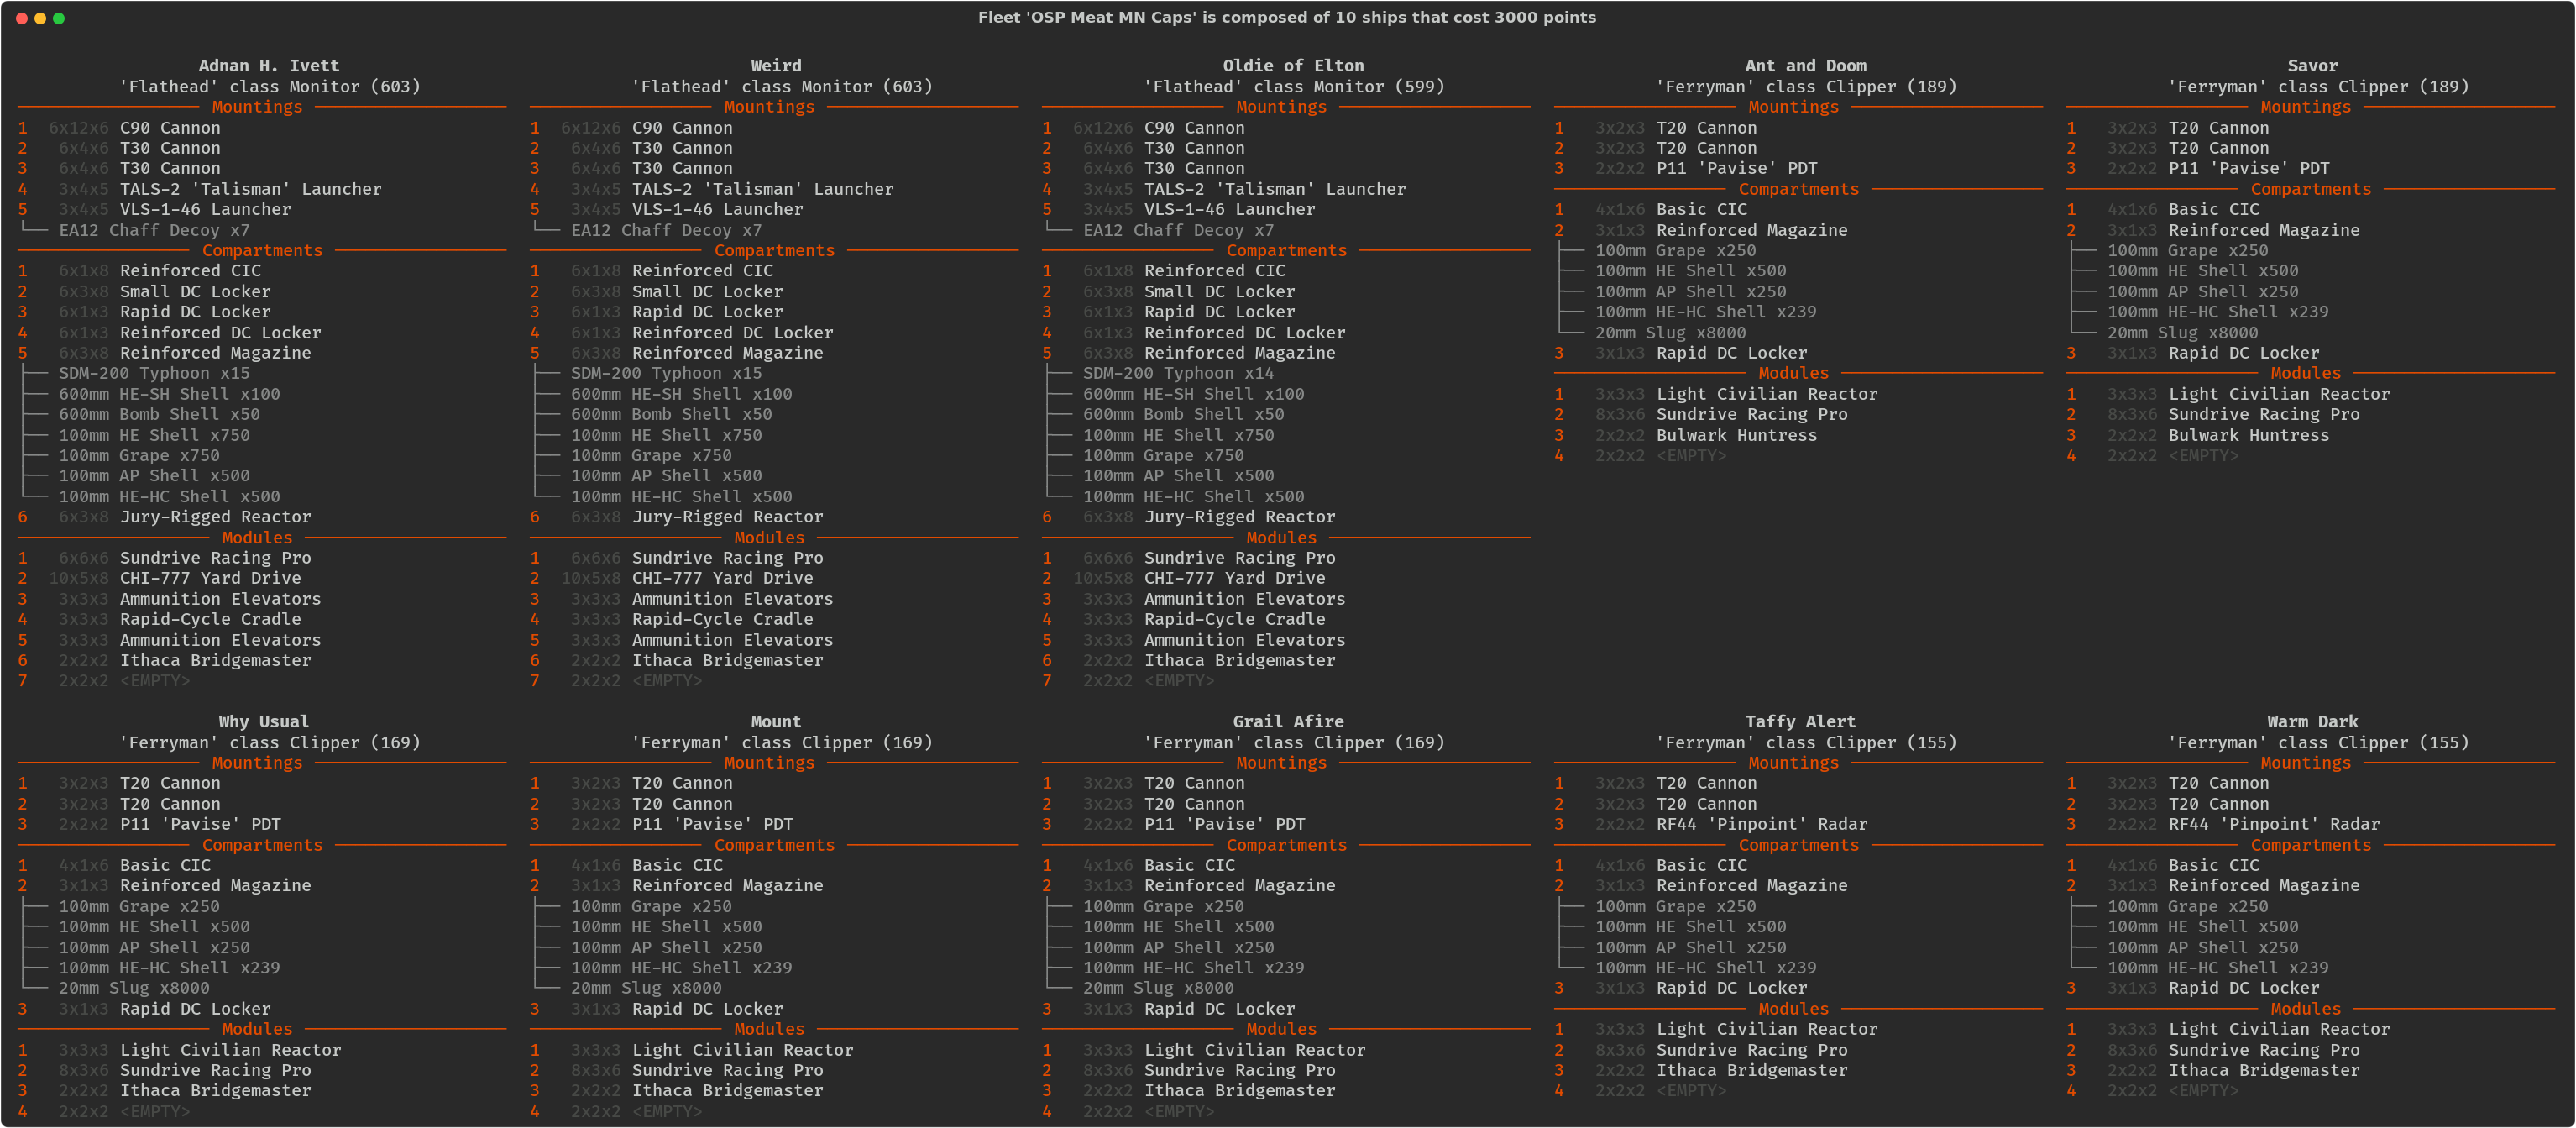 Fleet 'OSP Meat MN Caps' is composed of 10 ships that cost 3000 points
Adnan H. Ivett
'Flathead' class Monitor (603)
Mountings
1 6x12x6 C90 Cannon
2 6x4x6 T30 Cannon
3 6x4x6 T30 Cannon
4 3x4x5 TALS-2 'Talisman' Launcher
5 3x4x5 VLS-1-46 Launcher
EA12 Chaff Decoy x7
Compartments
1 6x1x8 Reinforced CIC
2 6x3x8 Small DC Locker
3 6x1x3 Rapid DC Locker
4 6x1x3 Reinforced DC Locker
5 6x3x8 Reinforced Magazine
SDM-200 Typhoon x15
600mm HE-SH Shell x100
600mm Bomb Shell x50
100mm HE Shell x750
100mm Grape x750
100mm AP Shell x500
100mm HE-HC Shell x500
6 6x3x8 Jury-Rigged Reactor
Modules
1 6x6x6 Sundrive Racing Pro
2 10x5x8 CHI-777 Yard Drive
3 3x3x3 Ammunition Elevators
4 3x3x3 Rapid-Cycle Cradle
5 3x3x3 Ammunition Elevators
6 2x2x2 Ithaca Bridgemaster
7 2x2x2 <EMPTY>
Weird
'Flathead' class Monitor (603)
Mountings
1 6x12x6 C90 Cannon
2 6x4x6 T30 Cannon
3 6x4x6 T30 Cannon
4 3x4x5 TALS-2 'Talisman' Launcher
5 3x4x5 VLS-1-46 Launcher
EA12 Chaff Decoy x7
Compartments
1 6x1x8 Reinforced CIC
2 6x3x8 Small DC Locker
3 6x1x3 Rapid DC Locker
4 6x1x3 Reinforced DC Locker
5 6x3x8 Reinforced Magazine
SDM-200 Typhoon x15
600mm HE-SH Shell x100
600mm Bomb Shell x50
100mm HE Shell x750
100mm Grape x750
100mm AP Shell x500
100mm HE-HC Shell x500
6 6x3x8 Jury-Rigged Reactor
Modules
1 6x6x6 Sundrive Racing Pro
2 10x5x8 CHI-777 Yard Drive
3 3x3x3 Ammunition Elevators
4 3x3x3 Rapid-Cycle Cradle
5 3x3x3 Ammunition Elevators
6 2x2x2 Ithaca Bridgemaster
7 2x2x2 <EMPTY>
Oldie of Elton
'Flathead' class Monitor (599)
Mountings
1 6x12x6 C90 Cannon
2 6x4x6 T30 Cannon
3 6x4x6 T30 Cannon
4 3x4x5 TALS-2 'Talisman' Launcher
5 3x4x5 VLS-1-46 Launcher
EA12 Chaff Decoy x7
Compartments
1 6x1x8 Reinforced CIC
2 6x3x8 Small DC Locker
3 6x1x3 Rapid DC Locker
4 6x1x3 Reinforced DC Locker
5 6x3x8 Reinforced Magazine
SDM-200 Typhoon x14
600mm HE-SH Shell x100
600mm Bomb Shell x50
100mm HE Shell x750
100mm Grape x750
100mm AP Shell x500
100mm HE-HC Shell x500
6 6x3x8 Jury-Rigged Reactor
Modules
1 6x6x6 Sundrive Racing Pro
2 10x5x8 CHI-777 Yard Drive
3 3x3x3 Ammunition Elevators
4 3x3x3 Rapid-Cycle Cradle
5 3x3x3 Ammunition Elevators
6 2x2x2 Ithaca Bridgemaster
7 2x2x2 <EMPTY>
Ant and Doom
'Ferryman' class Clipper (189)
Mountings
1 3x2x3 T20 Cannon
2 3x2x3 T20 Cannon
3 2x2x2 P11 'Pavise' PDT
Compartments
1 4x1x6 Basic CIC
2 3x1x3 Reinforced Magazine
100mm Grape x250
100mm HE Shell x500
100mm AP Shell x250
100mm HE-HC Shell x239
20mm Slug x8000
3 3x1x3 Rapid DC Locker
Modules
1 3x3x3 Light Civilian Reactor
2 8x3x6 Sundrive Racing Pro
3 2x2x2 Bulwark Huntress
4 2x2x2 <EMPTY>
Savor
'Ferryman' class Clipper (189)
Mountings
1 3x2x3 T20 Cannon
2 3x2x3 T20 Cannon
3 2x2x2 P11 'Pavise' PDT
Compartments
1 4x1x6 Basic CIC
2 3x1x3 Reinforced Magazine
100mm Grape x250
100mm HE Shell x500
100mm AP Shell x250
100mm HE-HC Shell x239
20mm Slug x8000
3 3x1x3 Rapid DC Locker
Modules
1 3x3x3 Light Civilian Reactor
2 8x3x6 Sundrive Racing Pro
3 2x2x2 Bulwark Huntress
4 2x2x2 <EMPTY>
Why Usual
'Ferryman' class Clipper (169)
Mountings
1 3x2x3 T20 Cannon
2 3x2x3 T20 Cannon
3 2x2x2 P11 'Pavise' PDT
Compartments
1 4x1x6 Basic CIC
2 3x1x3 Reinforced Magazine
100mm Grape x250
100mm HE Shell x500
100mm AP Shell x250
100mm HE-HC Shell x239
20mm Slug x8000
3 3x1x3 Rapid DC Locker
Modules
1 3x3x3 Light Civilian Reactor
2 8x3x6 Sundrive Racing Pro
3 2x2x2 Ithaca Bridgemaster
4 2x2x2 <EMPTY>
Mount
'Ferryman' class Clipper (169)
Mountings
1 3x2x3 T20 Cannon
2 3x2x3 T20 Cannon
3 2x2x2 P11 'Pavise' PDT
Compartments
1 4x1x6 Basic CIC
2 3x1x3 Reinforced Magazine
100mm Grape x250
100mm HE Shell x500
100mm AP Shell x250
100mm HE-HC Shell x239
20mm Slug x8000
3 3x1x3 Rapid DC Locker
Modules
1 3x3x3 Light Civilian Reactor
2 8x3x6 Sundrive Racing Pro
3 2x2x2 Ithaca Bridgemaster
4 2x2x2 <EMPTY>
Grail Afire
'Ferryman' class Clipper (169)
Mountings
1 3x2x3 T20 Cannon
2 3x2x3 T20 Cannon
3 2x2x2 P11 'Pavise' PDT
Compartments
1 4x1x6 Basic CIC
2 3x1x3 Reinforced Magazine
100mm Grape x250
100mm HE Shell x500
100mm AP Shell x250
100mm HE-HC Shell x239
20mm Slug x8000
3 3x1x3 Rapid DC Locker
Modules
1 3x3x3 Light Civilian Reactor
2 8x3x6 Sundrive Racing Pro
3 2x2x2 Ithaca Bridgemaster
4 2x2x2 <EMPTY>
Taffy Alert
'Ferryman' class Clipper (155)
Mountings
1 3x2x3 T20 Cannon
2 3x2x3 T20 Cannon
3 2x2x2 RF44 'Pinpoint' Radar
Compartments
1 4x1x6 Basic CIC
2 3x1x3 Reinforced Magazine
100mm Grape x250
100mm HE Shell x500
100mm AP Shell x250
100mm HE-HC Shell x239
3 3x1x3 Rapid DC Locker
Modules
1 3x3x3 Light Civilian Reactor
2 8x3x6 Sundrive Racing Pro
3 2x2x2 Ithaca Bridgemaster
4 2x2x2 <EMPTY>
Warm Dark
'Ferryman' class Clipper (155)
Mountings
1 3x2x3 T20 Cannon
2 3x2x3 T20 Cannon
3 2x2x2 RF44 'Pinpoint' Radar
Compartments
1 4x1x6 Basic CIC
2 3x1x3 Reinforced Magazine
100mm Grape x250
100mm HE Shell x500
100mm AP Shell x250
100mm HE-HC Shell x239
3 3x1x3 Rapid DC Locker
Modules
1 3x3x3 Light Civilian Reactor
2 8x3x6 Sundrive Racing Pro
3 2x2x2 Ithaca Bridgemaster
4 2x2x2 <EMPTY>